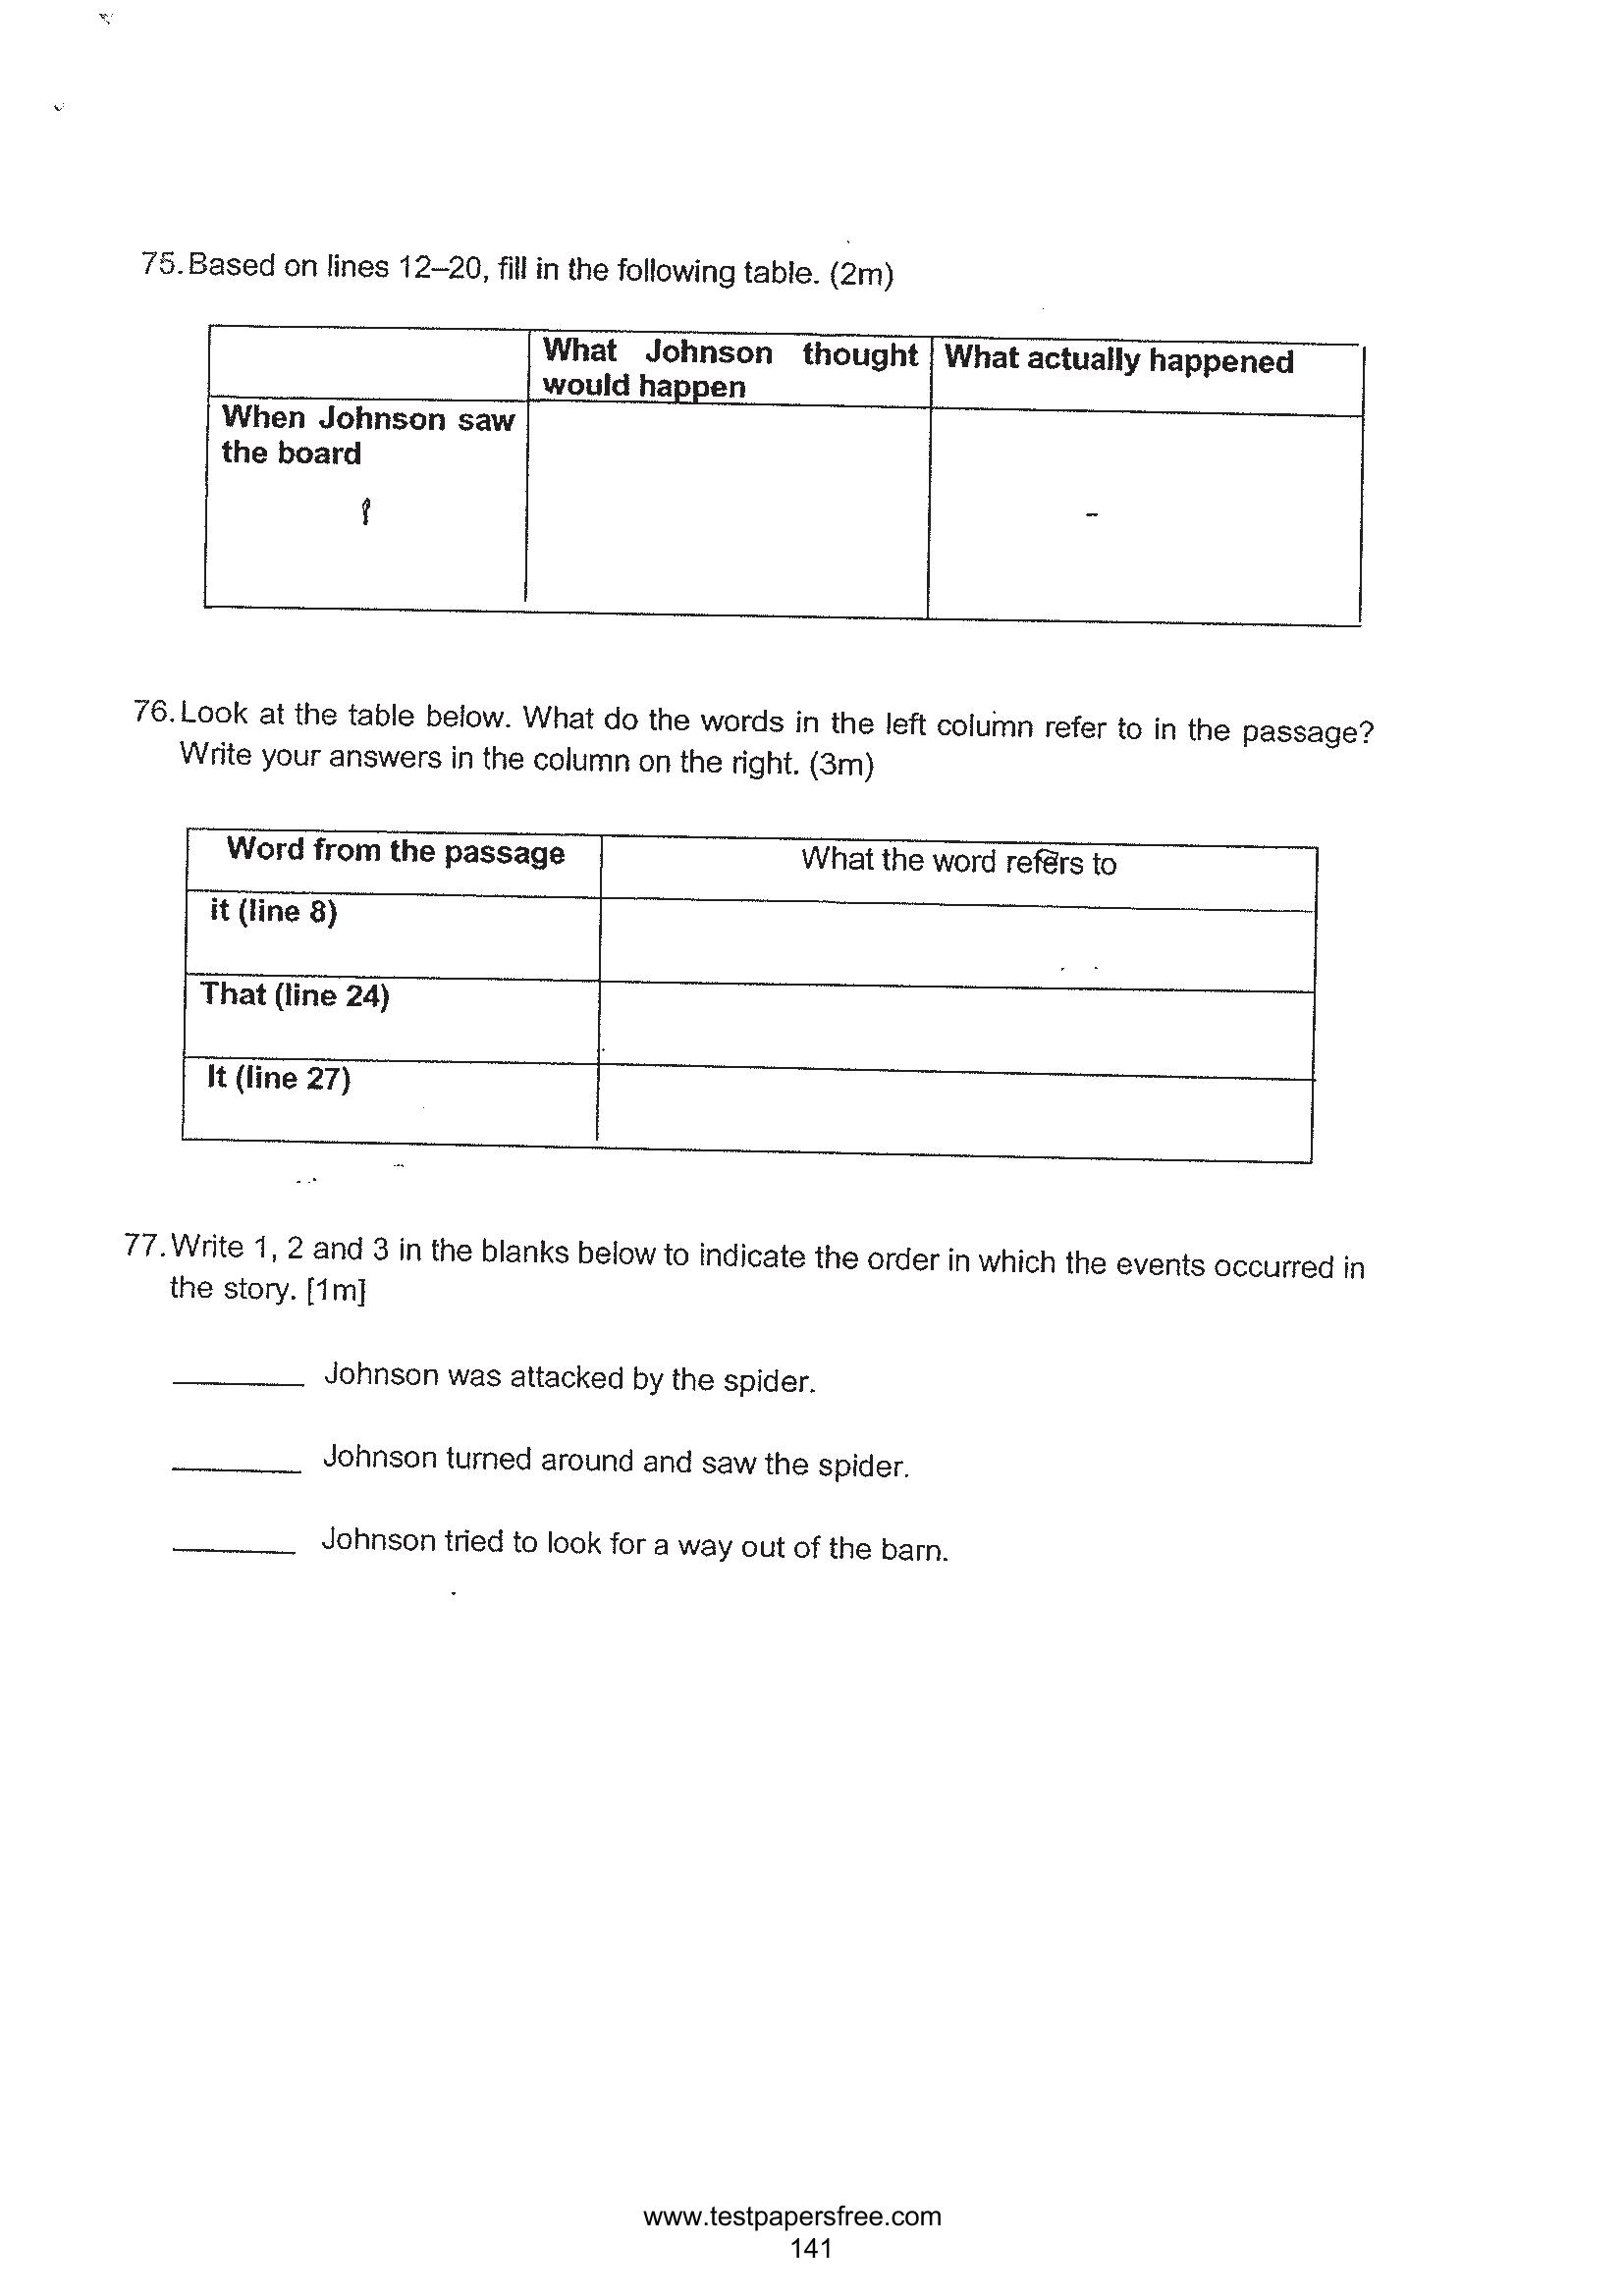 75. Based on lines 12–20, fill in the following table. (2m)
What Johnson thought would happen
What actually happened
When Johnson saw the board
76. Look at the table below. What do the words in the left column refer to in the passage?
Write your answers in the column on the right. (3m)
Word from the passage
What the word refers to
it (line 8)
That (line 24)
It (line 27)
77. Write 1, 2 and 3 in the blanks below to indicate the order in which the events occurred in
the story. [1m]
Johnson was attacked by the spider.
Johnson turned around and saw the spider.
Johnson tried to look for a way out of the barn.
www.testpapersfree.com
141